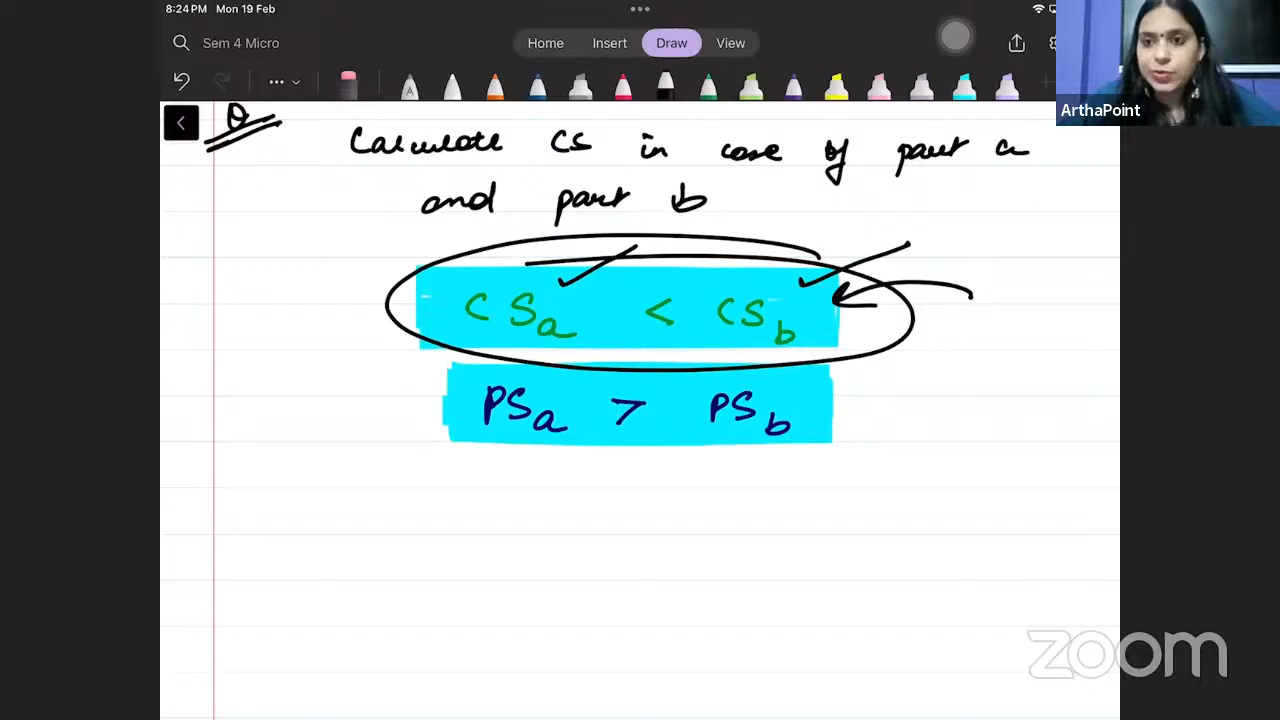 8:24 PM Mon 19 Feb
Sem 4 Micro
Home Insert Draw View
A
ArthaPoint
Q
Calculate CS in case of part a
and part b
CSa < CSb
PSa > PSb
zoom